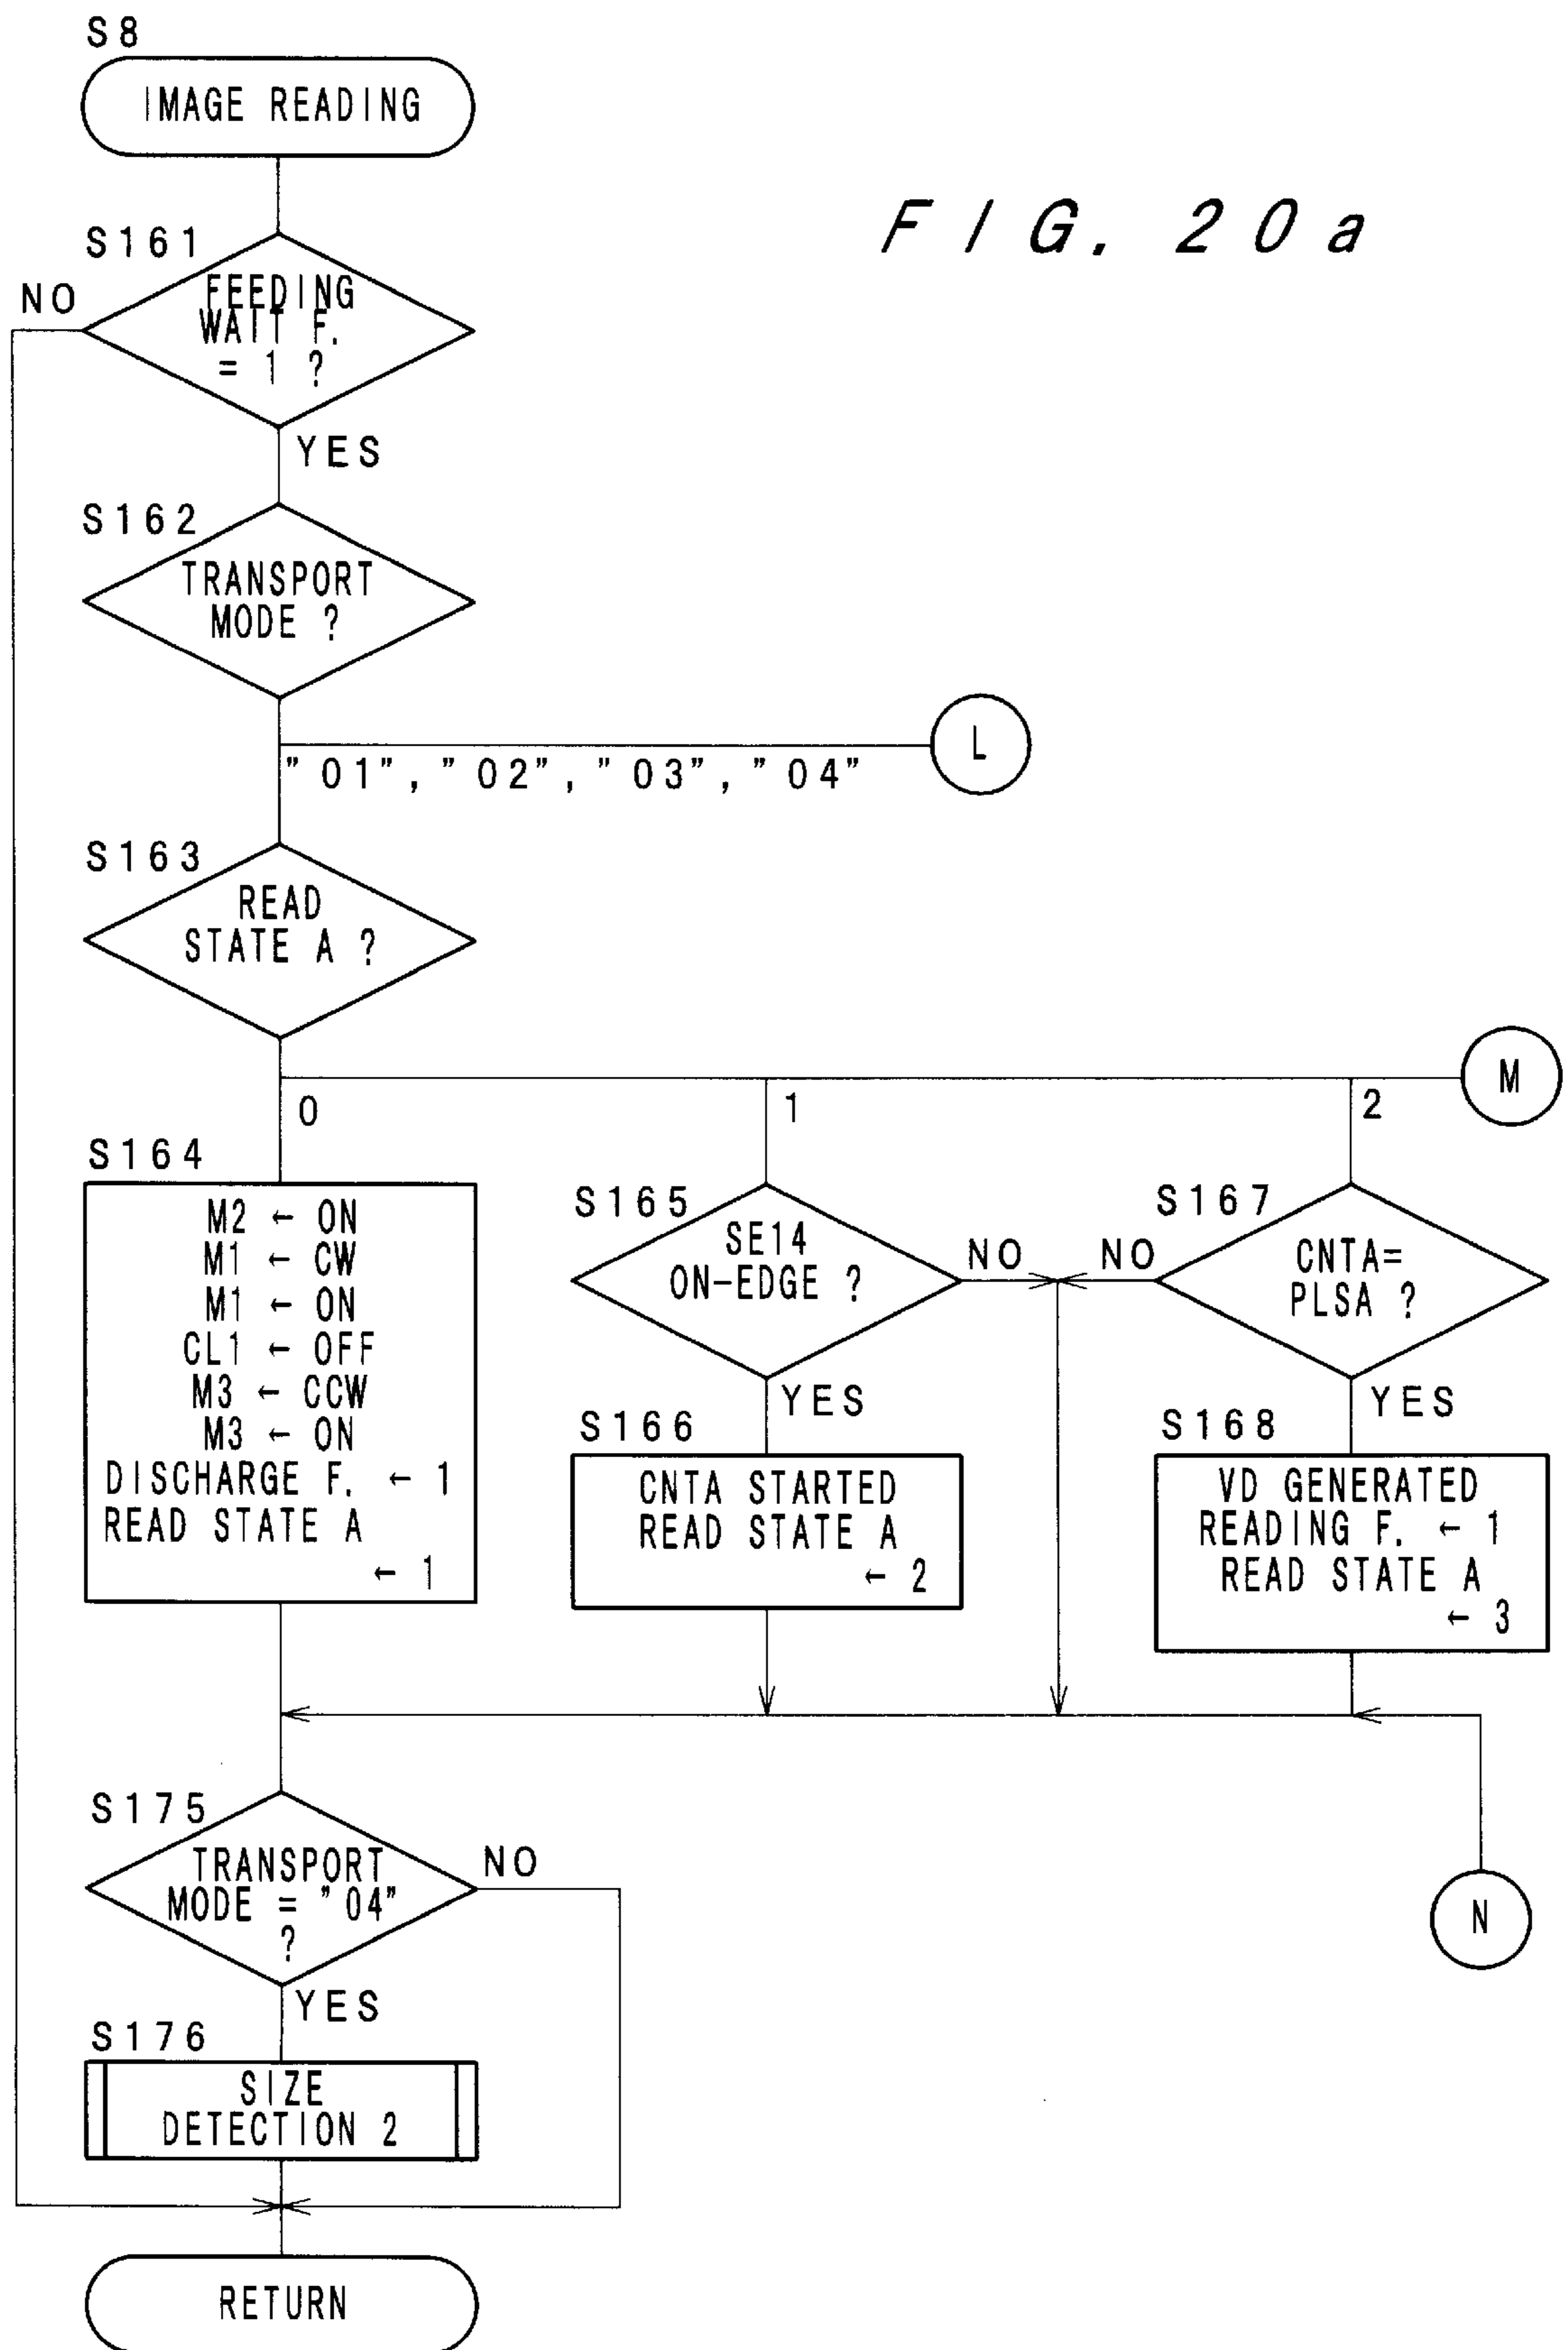 S8
IMAGE READING
FIG. 20a
S161
NO
FEEDING
WAIT F.
= 1 ?
YES
S162
TRANSPORT
MODE ?
L
"01", "02", "03", "04"
S163
READ
STATE A ?
M
0
1
2
S164
M2 ← ON
M1 ← CW
M1 ← ON
CL1 ← OFF
M3 ← CCW
M3 ← ON
DISCHARGE F. ← 1
READ STATE A
← 1
S165
SE14
ON-EDGE ?
NO
YES
S166
CNTA STARTED
READ STATE A
← 2
S167
NO
CNTA=
PLSA ?
YES
S168
VD GENERATED
READING F. ← 1
READ STATE A
← 3
S175
TRANSPORT
MODE = "04"
?
NO
N
YES
S176
SIZE
DETECTION 2
RETURN